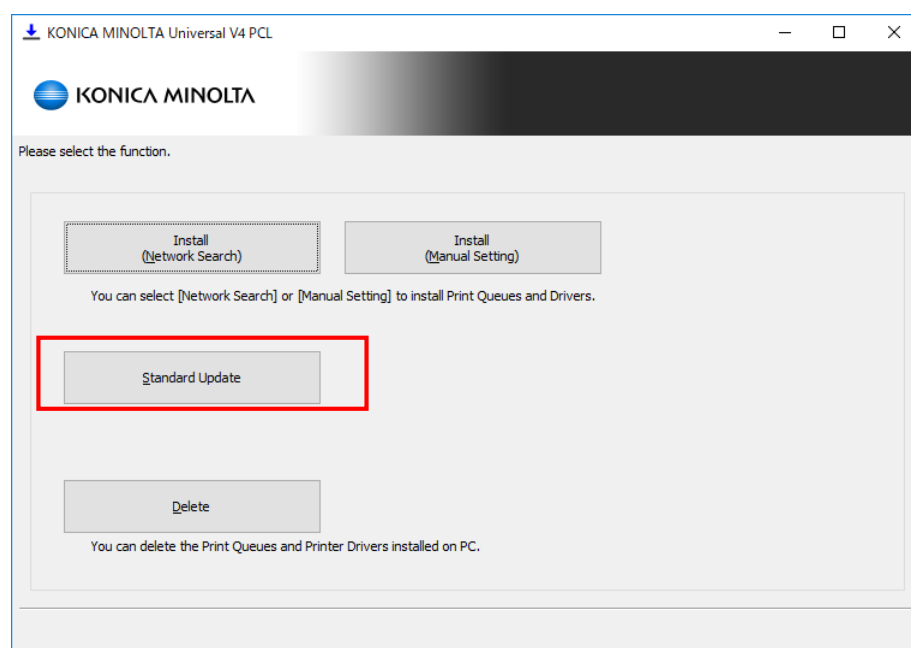 KONICA MINOLTA Universal V4 PCL
KONICA MINOLTA
Please select the function.
Install
(Network Search)
Install
(Manual Setting)
You can select [Network Search] or [Manual Setting] to install Print Queues and Drivers.
Standard Update
Delete
You can delete the Print Queues and Printer Drivers installed on PC.